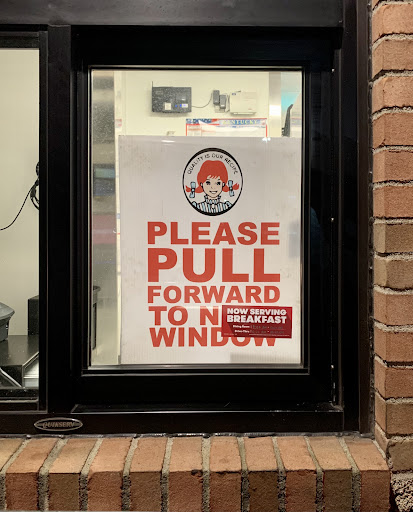 QUALITY IS OUR RECIPE
PLEASE
PULL
FORWARD
TO N
WINDOW
NOW SERVING
BREAKFAST